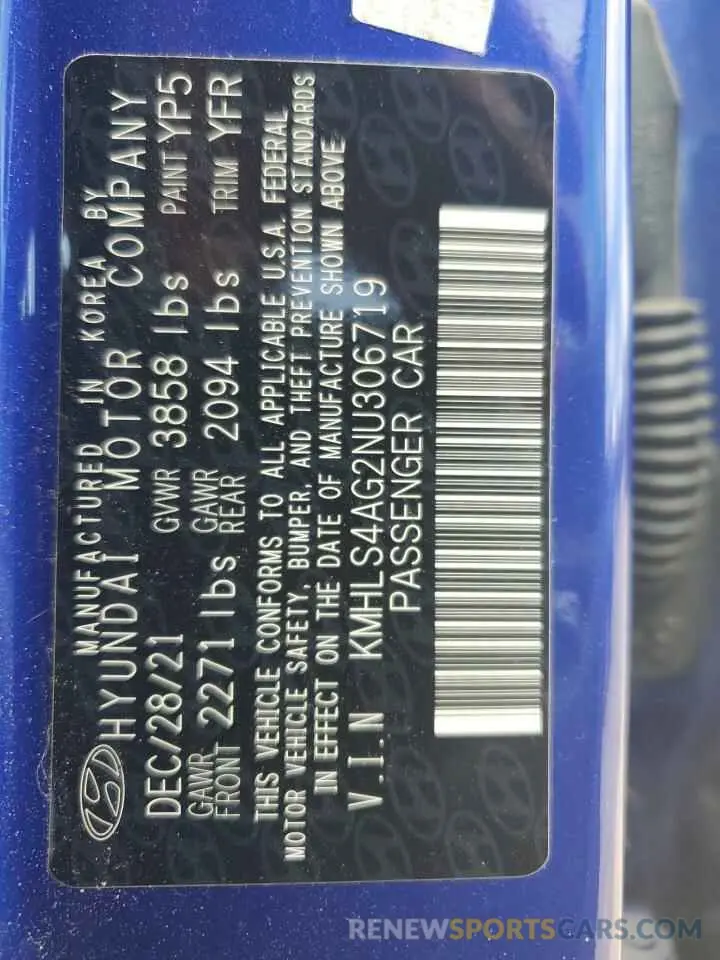 MANUFACTURED IN KOREA BY
HYUNDAI MOTOR COMPANY
DEC/28/21 GVWR 3858 lbs PAINT YP5
GAWR FRONT 2271 lbs GAWR REAR 2094 lbs TRIM YFR
THIS VEHICLE CONFORMS TO ALL APPLICABLE U.S.A. FEDERAL
MOTOR VEHICLE SAFETY, BUMPER, AND THEFT PREVENTION STANDARDS
IN EFFECT ON THE DATE OF MANUFACTURE SHOWN ABOVE
V.I.N KMHLS4AG2NU306719
PASSENGER CAR
RENEWSPORTSCARS.COM